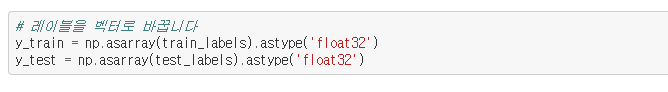 # 레이블을 벡터로 바꿉니다
y_train = np.asarray(train_labels).astype('float32')
y_test = np.asarray(test_labels).astype('float32')